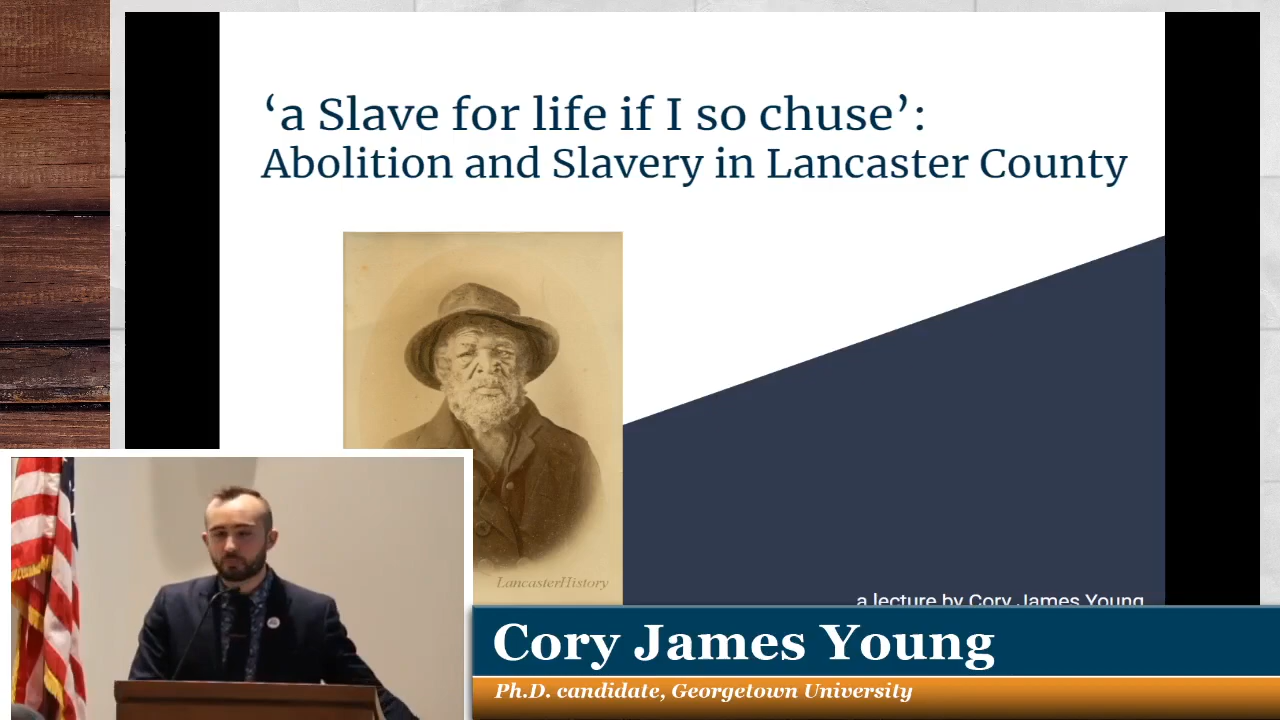 ‘a Slave for life if I so chuse’:
Abolition and Slavery in Lancaster County
LancasterHistory
a lecture by Cory James Young
Cory James Young
Ph.D. candidate, Georgetown University